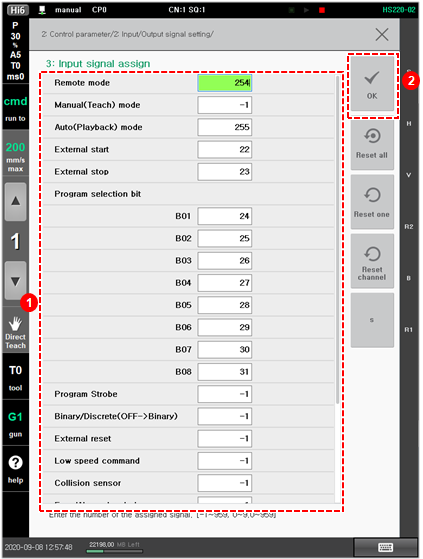 Hi6 manual CP0 CN:1 SQ:1 HS220-02
P
30
%
A5
T0
ms0
cmd
run to
200
mm/s
max
1
Direct
Teach
T0
tool
G1
gun
?
help
2: Control parameter/2: Input/Output signal setting/
3: Input signal assign
Remote mode 254
Manual(Teach) mode -1
Auto(Playback) mode 255
External start 22
External stop 23
Program selection bit
B01 24
B02 25
B03 26
B04 27
B05 28
B06 29
B07 30
B08 31
Program Strobe -1
Binary/Discrete(OFF->Binary) -1
External reset -1
Low speed command -1
Collision sensor -1
-1
Enter the number of the assigned signal, [-1~959, 0~9,0~959]
1
2
OK
Reset all
Reset one
Reset
channel
s
H
V
R2
B
R1
2020-09-08 12:57:48 22198,00 MB Left